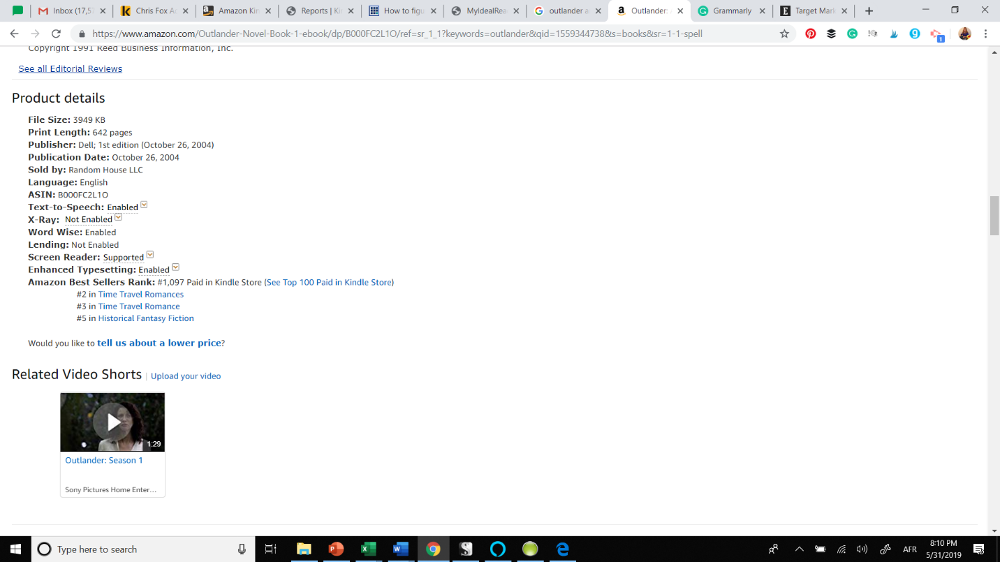 Inbox (17,5
Chris Fox A
Amazon Kin
Reports | Ki
How to figu
MyIdealRea
outlander a
Outlander:
Grammarly
Target Mark
https://www.amazon.com/Outlander-Novel-Book-1-ebook/dp/B000FC2L1O/ref=sr_1_1?keywords=outlander&qid=1559344738&s=books&sr=1-1-spell
1
Copyright 1991 Reed Business Information, Inc.
See all Editorial Reviews
Product details
File Size: 3949 KB
Print Length: 642 pages
Publisher: Dell; 1st edition (October 26, 2004)
Publication Date: October 26, 2004
Sold by: Random House LLC
Language: English
ASIN: B000FC2L1O
Text-to-Speech: Enabled
X-Ray: Not Enabled
Word Wise: Enabled
Lending: Not Enabled
Screen Reader: Supported
Enhanced Typesetting: Enabled
Amazon Best Sellers Rank: #1,097 Paid in Kindle Store (See Top 100 Paid in Kindle Store)
#2 in Time Travel Romances
#3 in Time Travel Romance
#5 in Historical Fantasy Fiction
Would you like to tell us about a lower price?
Related Video Shorts | Upload your video
1:29
Outlander: Season 1
Sony Pictures Home Enter...
Type here to search
AFR
8:10 PM
5/31/2019